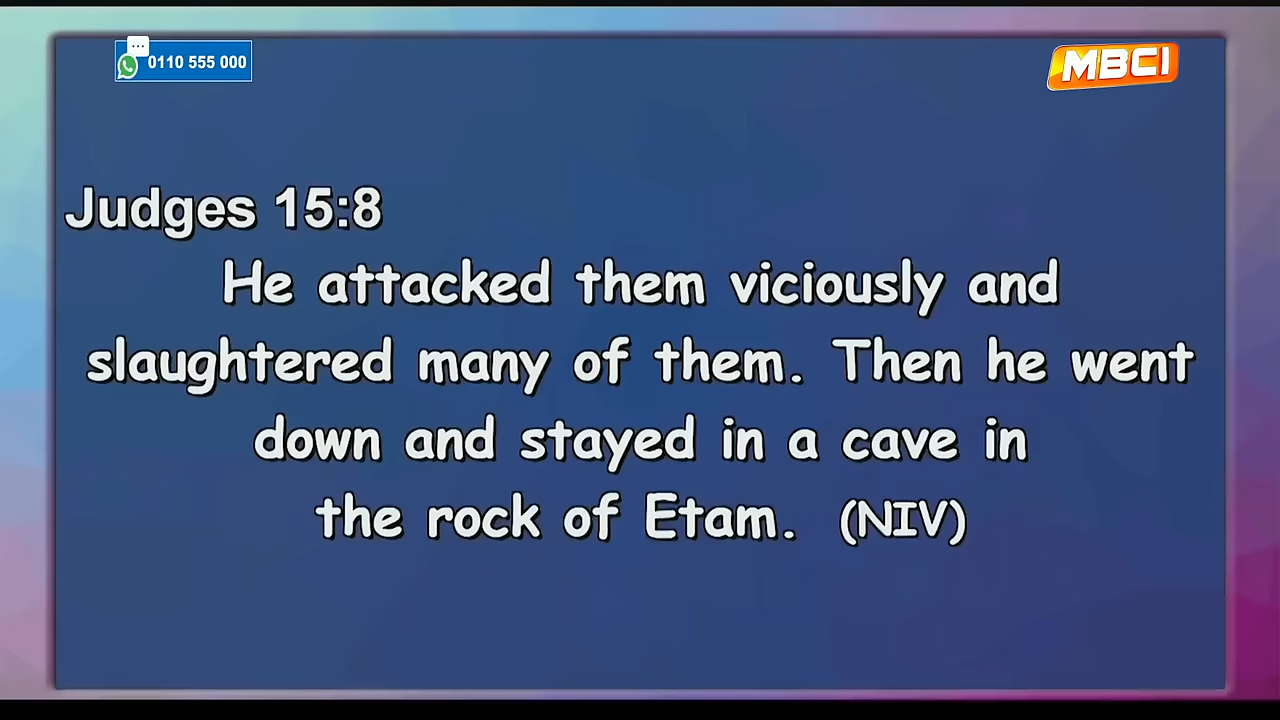 0110 555 000
MBCI
Judges 15:8
He attacked them viciously and
slaughtered many of them. Then he went
down and stayed in a cave in
the rock of Etam. (NIV)